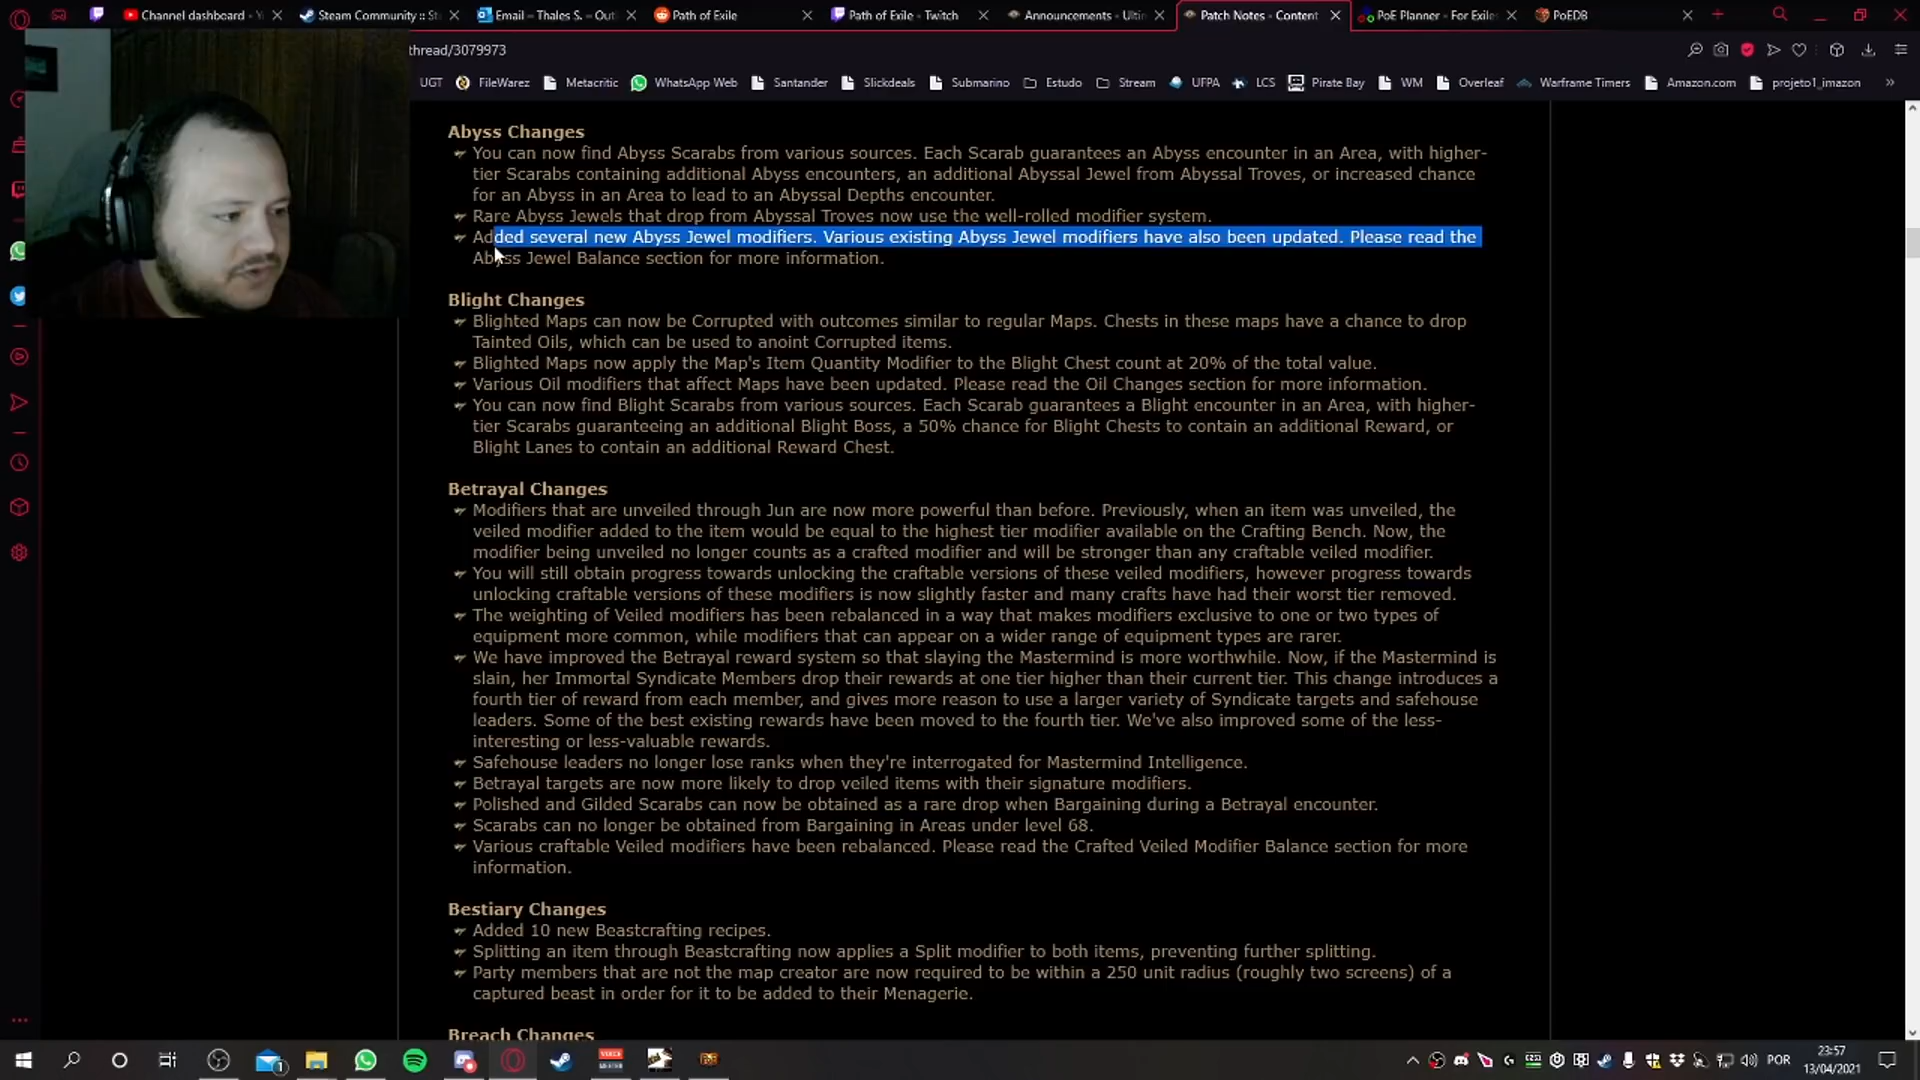 Channel dashboard - Y
Steam Community :: St
Email — Thales S. — Out
Path of Exile
Path of Exile - Twitch
Announcements - Ultin
Patch Notes - Content
PoE Planner - For Exile
PoEDB
thread/3079973
UGT
FileWarez
Metacritic
WhatsApp Web
Santander
Slickdeals
Submarino
Estudo
Stream
UFPA
LCS
Pirate Bay
WM
Overleaf
Warframe Timers
Amazon.com
projeto1_imazon
»
Abyss Changes
You can now find Abyss Scarabs from various sources. Each Scarab guarantees an Abyss encounter in an Area, with higher-
tier Scarabs containing additional Abyss encounters, an additional Abyssal Jewel from Abyssal Troves, or increased chance
for an Abyss in an Area to lead to an Abyssal Depths encounter.
Rare Abyss Jewels that drop from Abyssal Troves now use the well-rolled modifier system.
Added several new Abyss Jewel modifiers. Various existing Abyss Jewel modifiers have also been updated. Please read the
Abyss Jewel Balance section for more information.
Blight Changes
Blighted Maps can now be Corrupted with outcomes similar to regular Maps. Chests in these maps have a chance to drop
Tainted Oils, which can be used to anoint Corrupted items.
Blighted Maps now apply the Map's Item Quantity Modifier to the Blight Chest count at 20% of the total value.
Various Oil modifiers that affect Maps have been updated. Please read the Oil Changes section for more information.
You can now find Blight Scarabs from various sources. Each Scarab guarantees a Blight encounter in an Area, with higher-
tier Scarabs guaranteeing an additional Blight Boss, a 50% chance for Blight Chests to contain an additional Reward, or
Blight Lanes to contain an additional Reward Chest.
Betrayal Changes
Modifiers that are unveiled through Jun are now more powerful than before. Previously, when an item was unveiled, the
veiled modifier added to the item would be equal to the highest tier modifier available on the Crafting Bench. Now, the
modifier being unveiled no longer counts as a crafted modifier and will be stronger than any craftable veiled modifier.
You will still obtain progress towards unlocking the craftable versions of these veiled modifiers, however progress towards
unlocking craftable versions of these modifiers is now slightly faster and many crafts have had their worst tier removed.
The weighting of Veiled modifiers has been rebalanced in a way that makes modifiers exclusive to one or two types of
equipment more common, while modifiers that can appear on a wider range of equipment types are rarer.
We have improved the Betrayal reward system so that slaying the Mastermind is more worthwhile. Now, if the Mastermind is
slain, her Immortal Syndicate Members drop their rewards at one tier higher than their current tier. This change introduces a
fourth tier of reward from each member, and gives more reason to use a larger variety of Syndicate targets and safehouse
leaders. Some of the best existing rewards have been moved to the fourth tier. We've also improved some of the less-
interesting or less-valuable rewards.
Safehouse leaders no longer lose ranks when they're interrogated for Mastermind Intelligence.
Betrayal targets are now more likely to drop veiled items with their signature modifiers.
Polished and Gilded Scarabs can now be obtained as a rare drop when Bargaining during a Betrayal encounter.
Scarabs can no longer be obtained from Bargaining in Areas under level 68.
Various craftable Veiled modifiers have been rebalanced. Please read the Crafted Veiled Modifier Balance section for more
information.
Bestiary Changes
Added 10 new Beastcrafting recipes.
Splitting an item through Beastcrafting now applies a Split modifier to both items, preventing further splitting.
Party members that are not the map creator are now required to be within a 250 unit radius (roughly two screens) of a
captured beast in order for it to be added to their Menagerie.
Breach Changes
POR
23:57
13/04/2021